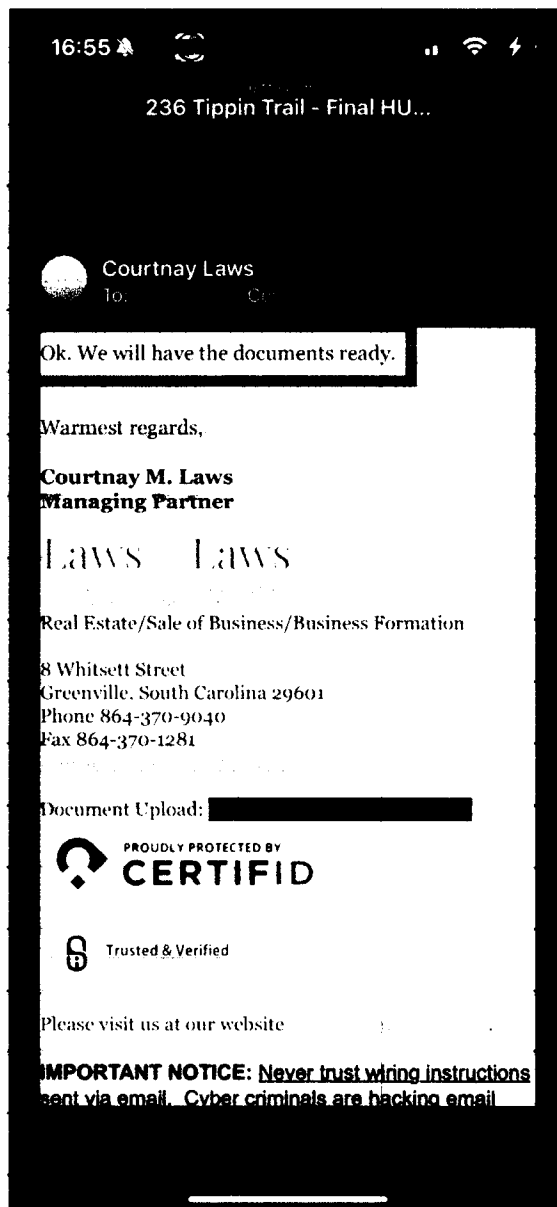 16:55
236 Tippin Trail - Final HU...
Courtnay Laws
To:
Ok. We will have the documents ready.
Warmest regards,
Courtnay M. Laws
Managing Partner
Laws Laws
Real Estate/Sale of Business/Business Formation
8 Whitsett Street
Greenville, South Carolina 29601
Phone 864-370-9040
Fax 864-370-1281
Document Upload:
PROUDLY PROTECTED BY
CERTIFID
Trusted & Verified
Please visit us at our website
IMPORTANT NOTICE: Never trust wiring instructions
sent via email. Cyber criminals are hacking email